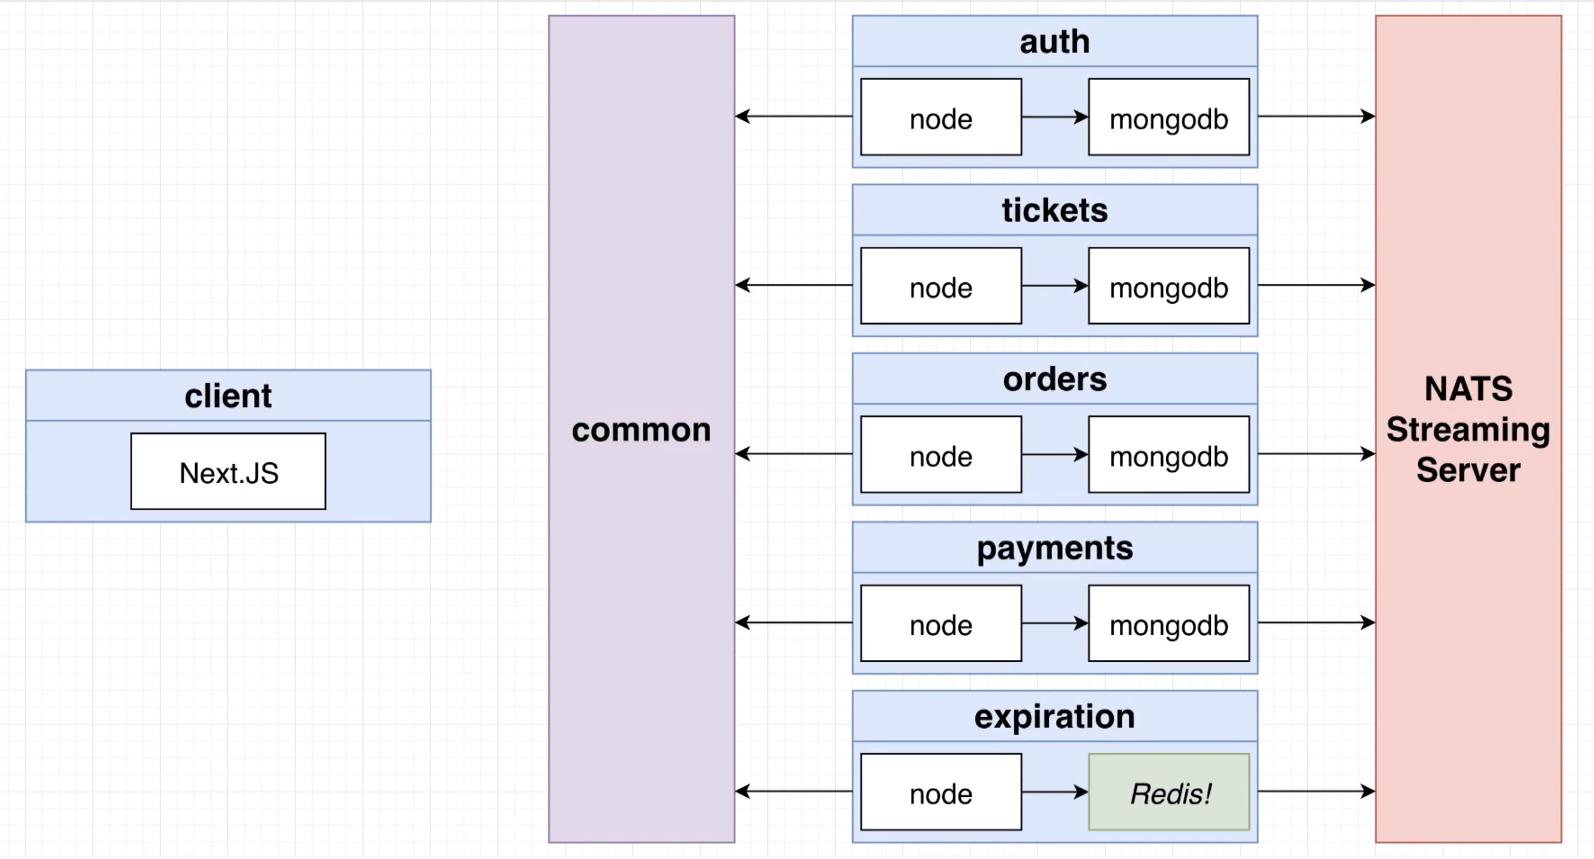 client
Next.JS
common
auth
node
mongodb
tickets
node
mongodb
orders
node
mongodb
payments
node
mongodb
expiration
node
Redis!
NATS
Streaming
Server